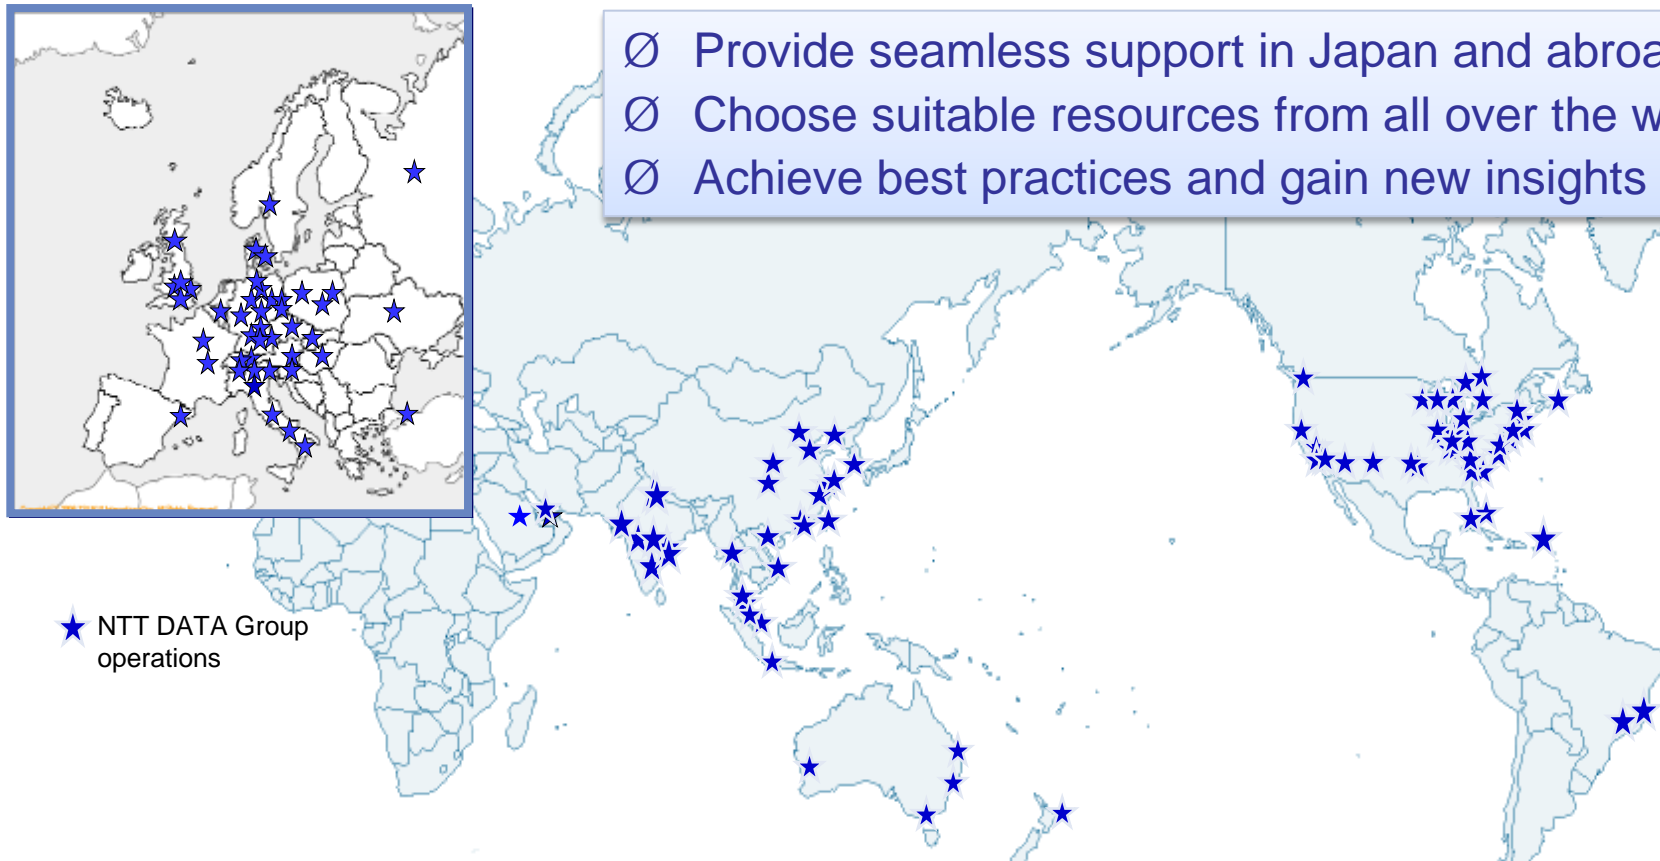 Ø Provide seamless support in Japan and abroa
Ø Choose suitable resources from all over the w
Ø Achieve best practices and gain new insights
NTT DATA Group
operations